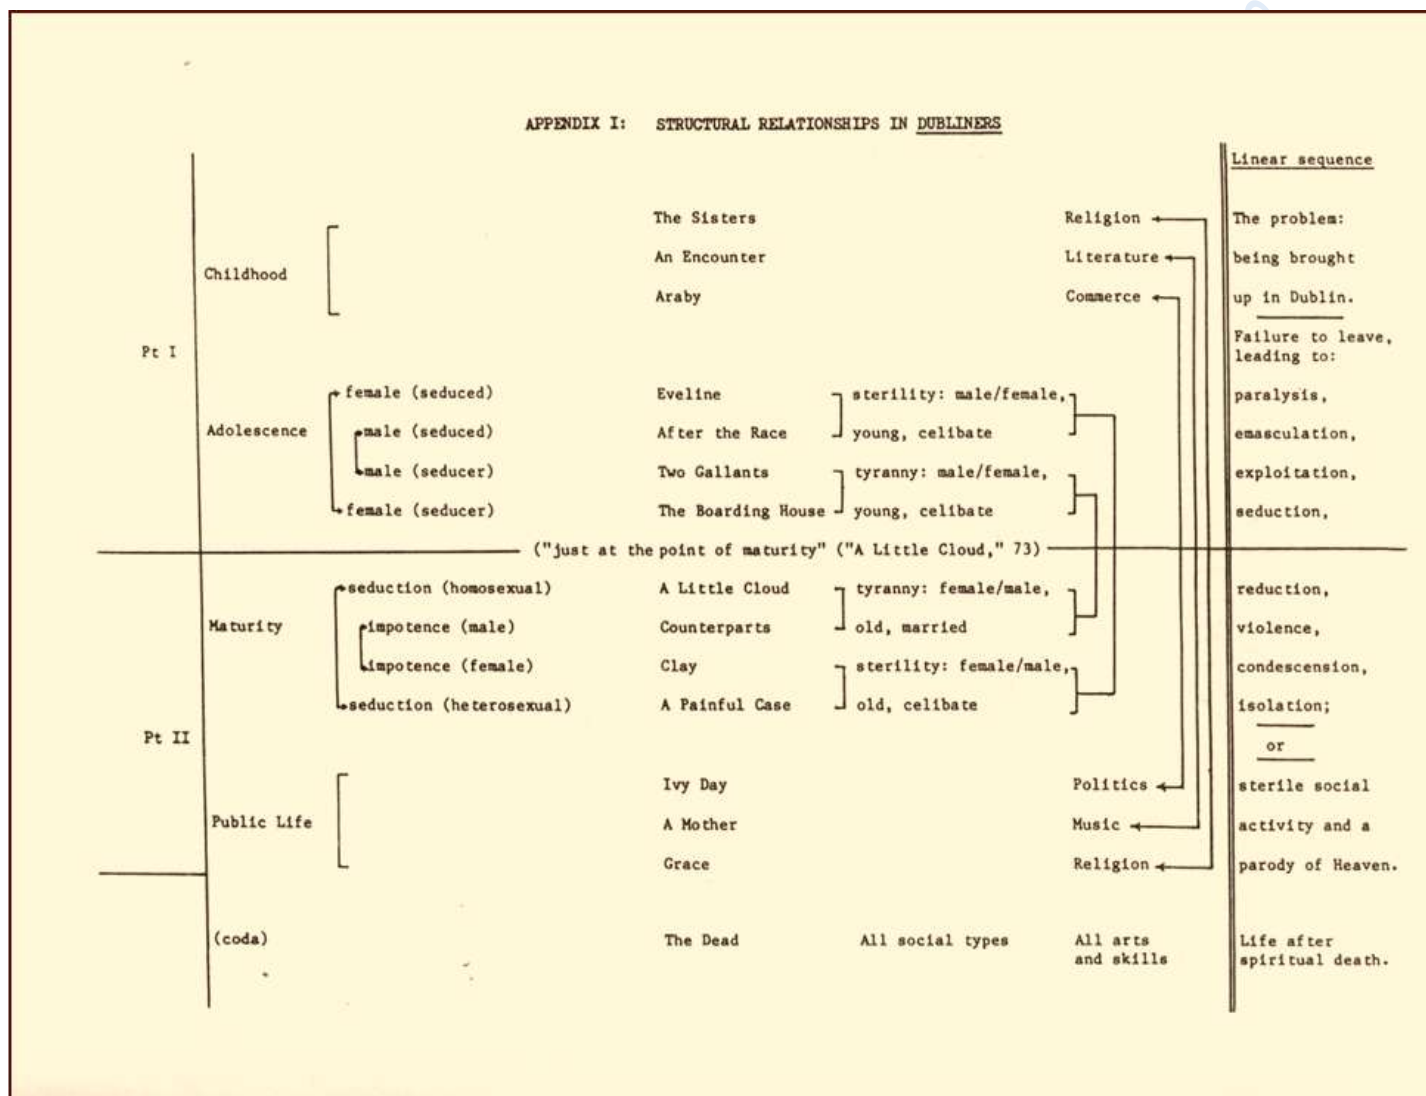 APPENDIX I: STRUCTURAL RELATIONSHIPS IN DUBLINERS
Linear sequence
The Sisters Religion The problem:
Childhood An Encounter Literature being brought
Araby Commerce up in Dublin.
Pt I Failure to leave,
leading to:
female (seduced) Eveline sterility: male/female, paralysis,
Adolescence male (seduced) After the Race young, celibate emasculation,
male (seducer) Two Gallants tyranny: male/female, exploitation,
female (seducer) The Boarding House young, celibate seduction,
("just at the point of maturity" ("A Little Cloud," 73)
seduction (homosexual) A Little Cloud tyranny: female/male, reduction,
Maturity impotence (male) Counterparts old, married violence,
impotence (female) Clay sterility: female/male, condescension,
seduction (heterosexual) A Painful Case old, celibate isolation;
Pt II or
Ivy Day Politics sterile social
Public Life A Mother Music activity and a
Grace Religion parody of Heaven.
(coda) The Dead All social types All arts Life after
and skills spiritual death.